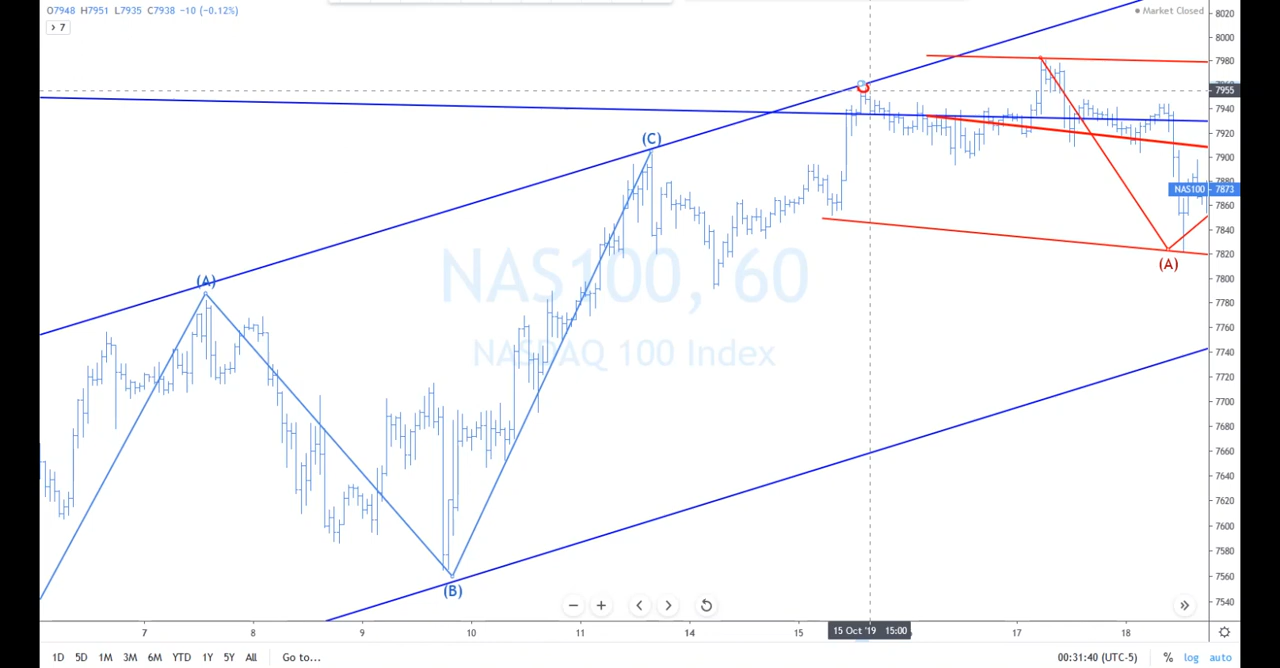 O7948 H7951 L7935 C7938 −10 (−0.12%)
7
Market Closed
8020
8000
7980
7955
7940
7920
7900
7880
NAS100 7873
7860
7840
7820
7800
7780
7760
7740
7720
7700
7680
7660
7640
7620
7600
7580
7560
7540
(A)
(B)
(C)
(A)
NAS100, 60
NASDAQ 100 Index
7 8 9 10 11 14 15 15 Oct '19 15:00 17 18
1D 5D 1M 3M 6M YTD 1Y 5Y All Go to... 00:31:40 (UTC-5) % log auto